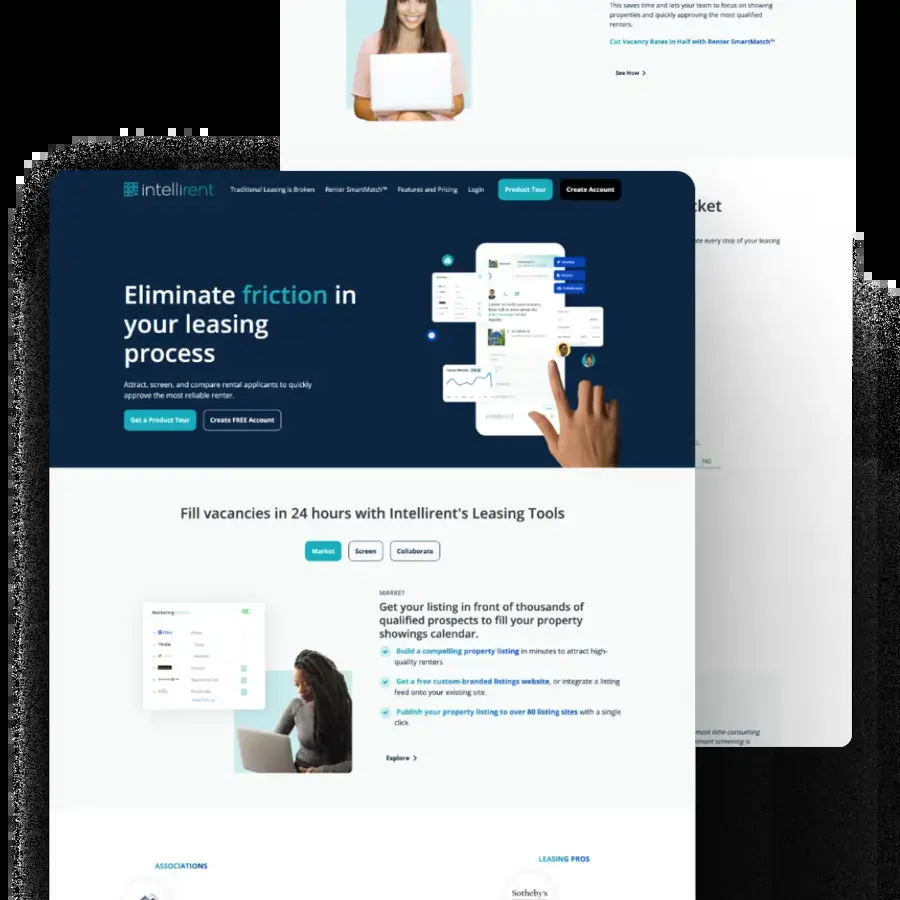 This saves time and lets your team to focus on showing
properties and quickly approving the most qualified
renters.
Cut Vacancy Rates in Half with Renter SmartMatch™
See How
intellirent
Traditional Leasing is Broken
Renter SmartMatch™
Features and Pricing
Login
Product Tour
Create Account
cket
ate every step of your leasing
Eliminate friction in
your leasing
process
Attract, screen, and compare rental applicants to quickly
approve the most reliable renter.
Get a Product Tour
Create FREE Account
NO
Fill vacancies in 24 hours with Intellirent's Leasing Tools
Market
Screen
Collaborate
MARKET
Get your listing in front of thousands of
qualified prospects to fill your property
showings calendar.
Build a compelling property listing in minutes to attract high-
quality renters
Get a free custom-branded listings website, or integrate a listing
feed onto your existing site.
Publish your property listing to over 80 listing sites with a single
click
Explore
Marketing
most time-consuming
screening is
ASSOCIATIONS
LEASING PROS
Sotheby's